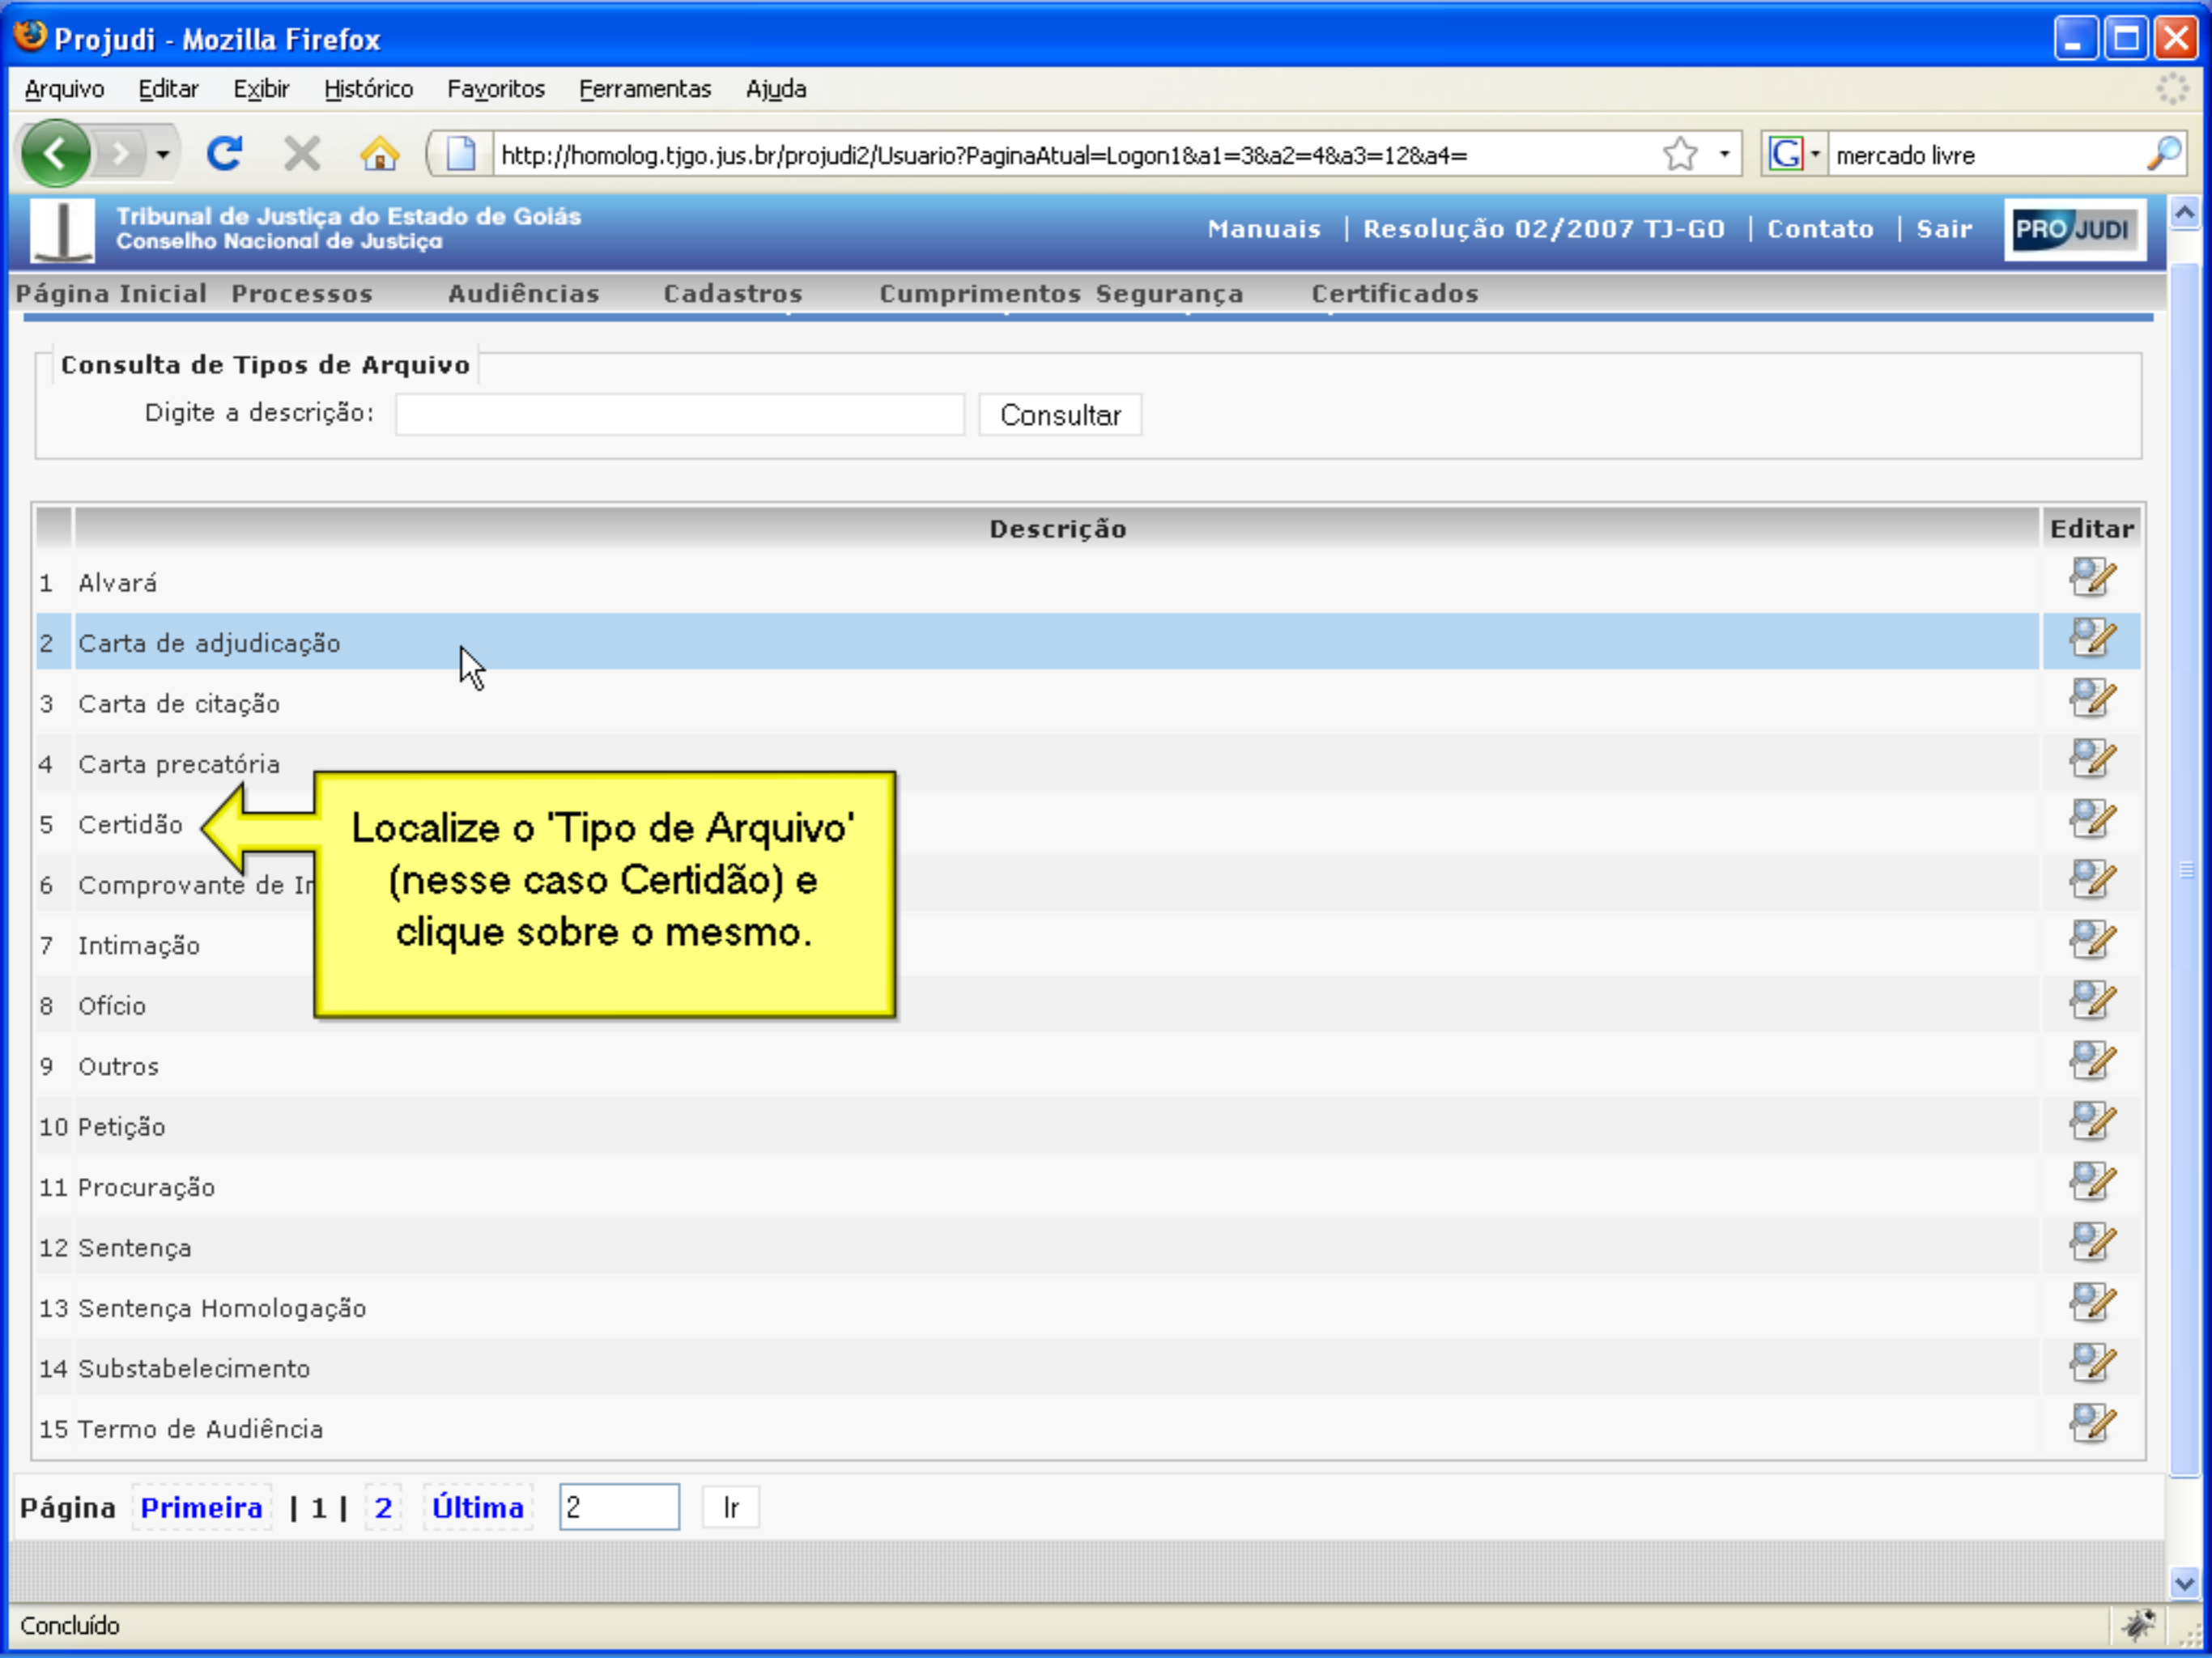 Projudi - Mozilla Firefox
Arquivo Editar Exibir Histórico Favoritos Ferramentas Ajuda
http://homolog.tjgo.jus.br/projudi2/Usuario?PaginaAtual=Logon1&a1=3&a2=4&a3=12&a4= G mercado livre
Tribunal de Justiça do Estado de Goiás
Conselho Nacional de Justiça
Manuais | Resolução 02/2007 TJ-GO | Contato | Sair PROJUDI
Página Inicial Processos Audiências Cadastros Cumprimentos Segurança Certificados
Consulta de Tipos de Arquivo
Digite a descrição: Consultar
Descrição Editar
1 Alvará
2 Carta de adjudicação
3 Carta de citação
4 Carta precatória
5 Certidão
6 Comprovante de
7 Intimação
8 Ofício
9 Outros
10 Petição
11 Procuração
12 Sentença
13 Sentença Homologação
14 Substabelecimento
15 Termo de Audiência
Localize o 'Tipo de Arquivo'
(nesse caso Certidão) e
clique sobre o mesmo.
Página Primeira | 1 | 2 Última 2 Ir
Concluído